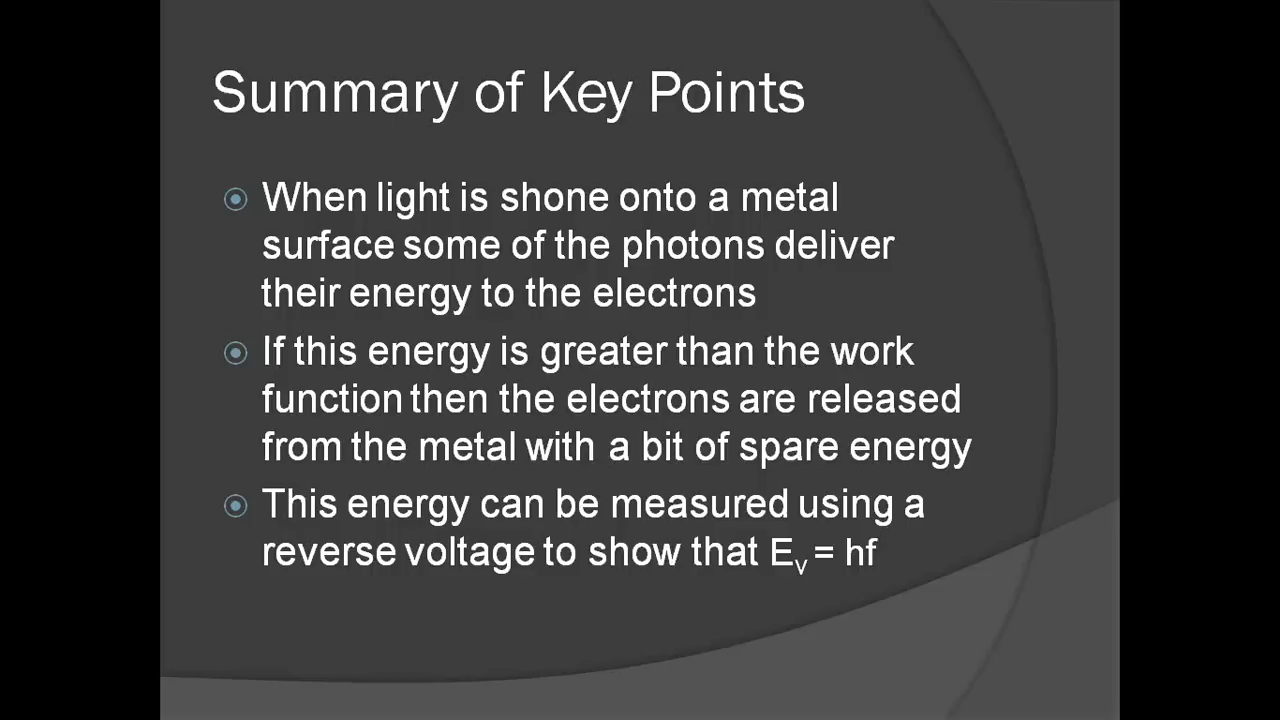 Summary of Key Points
When light is shone onto a metal
surface some of the photons deliver
their energy to the electrons
If this energy is greater than the work
function then the electrons are released
from the metal with a bit of spare energy
This energy can be measured using a
reverse voltage to show that Eᵥ = hf